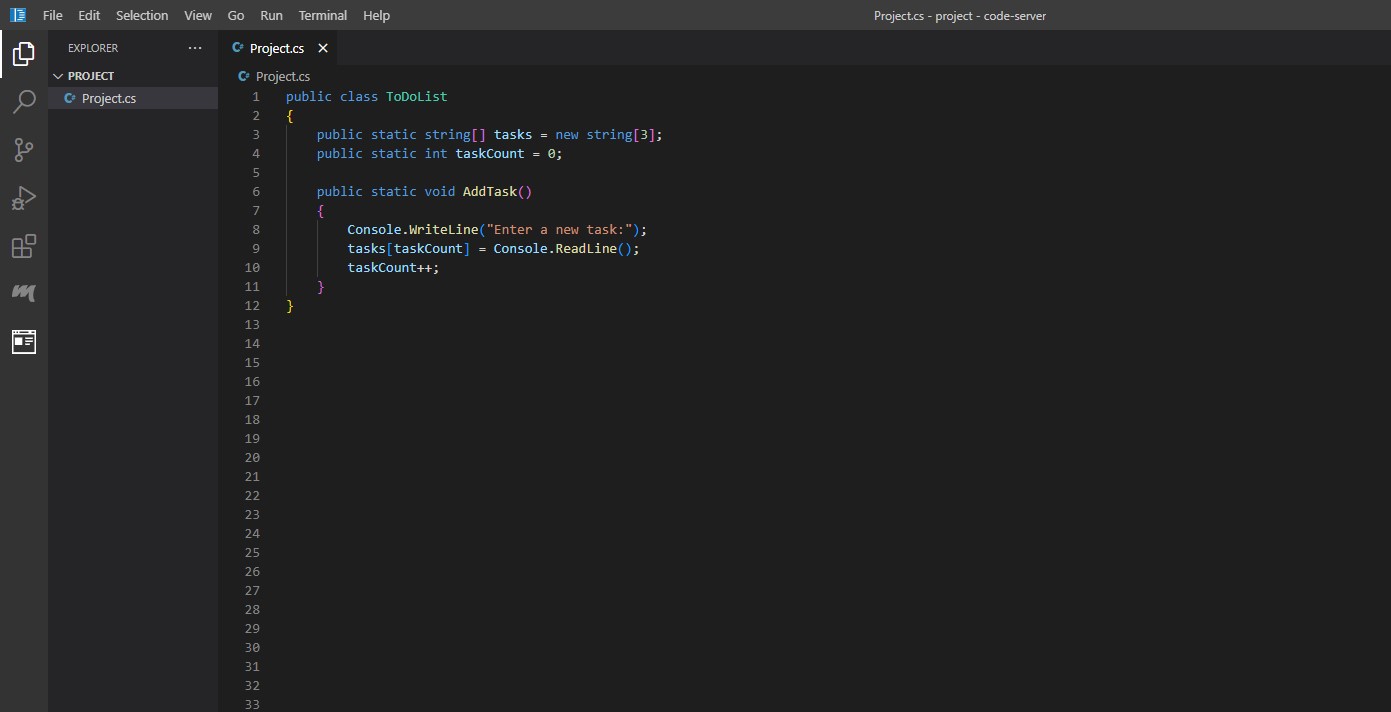 File Edit Selection View Go Run Terminal Help Project.cs - project - code-server
EXPLORER ···
PROJECT
C# Project.cs
C# Project.cs ×
C# Project.cs
1 public class ToDoList
2 {
3     public static string[] tasks = new string[3];
4     public static int taskCount = 0;
5
6     public static void AddTask()
7     {
8         Console.WriteLine("Enter a new task:");
9         tasks[taskCount] = Console.ReadLine();
10         taskCount++;
11     }
12 }
13
14
15
16
17
18
19
20
21
22
23
24
25
26
27
28
29
30
31
32
33